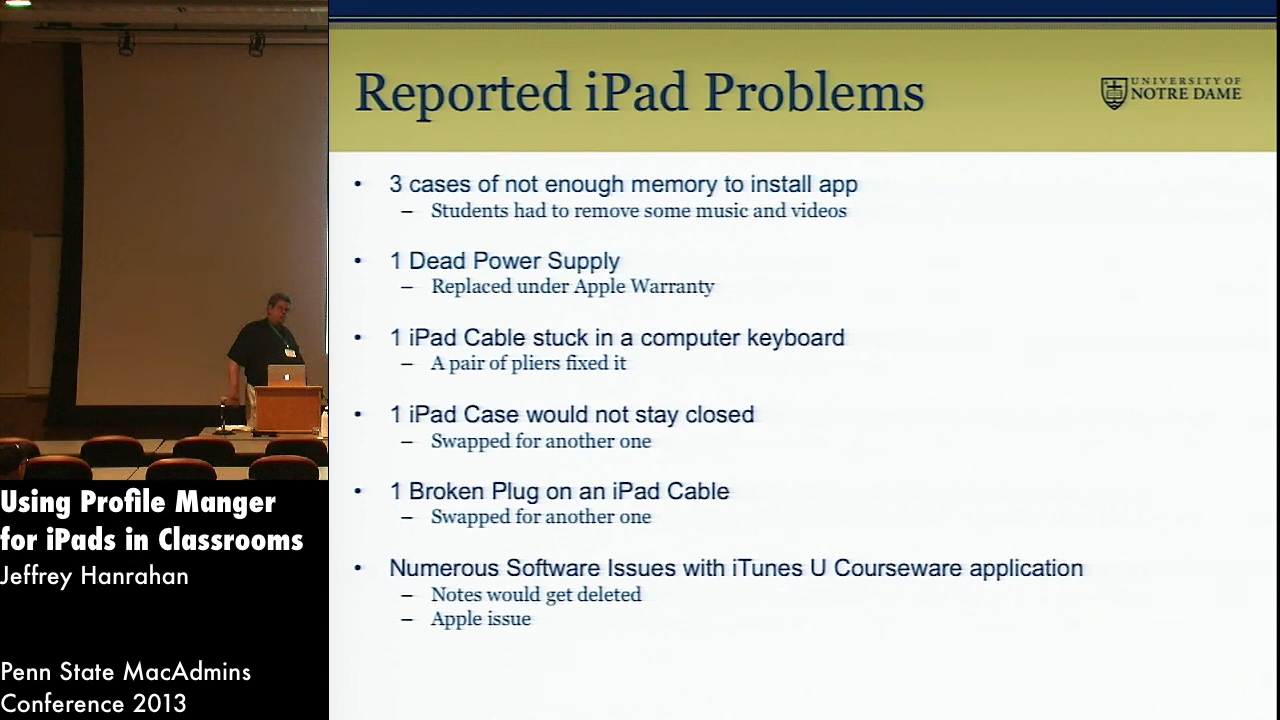 Reported iPad Problems
UNIVERSITY OF
NOTRE DAME
• 3 cases of not enough memory to install app
– Students had to remove some music and videos
• 1 Dead Power Supply
– Replaced under Apple Warranty
• 1 iPad Cable stuck in a computer keyboard
– A pair of pliers fixed it
• 1 iPad Case would not stay closed
– Swapped for another one
• 1 Broken Plug on an iPad Cable
– Swapped for another one
• Numerous Software Issues with iTunes U Courseware application
– Notes would get deleted
– Apple issue
Using Profile Manger
for iPads in Classrooms
Jeffrey Hanrahan
Penn State MacAdmins
Conference 2013